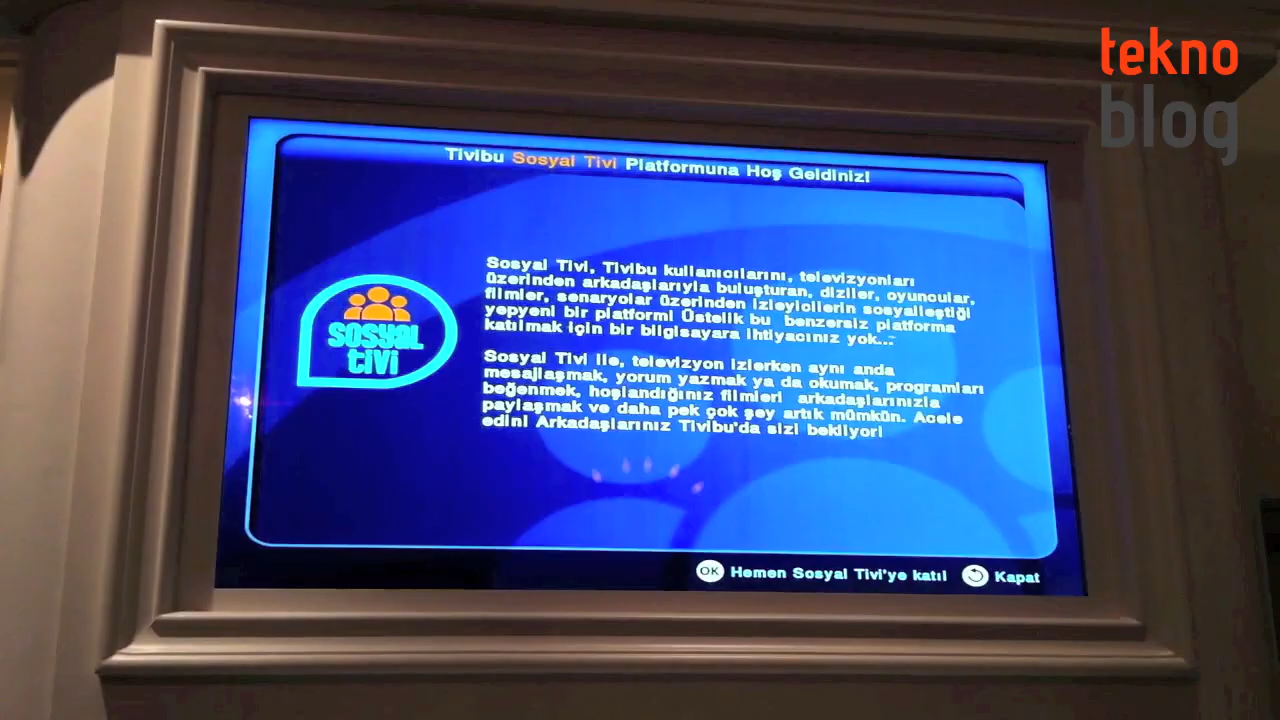 tekno
blog
Tivibu Sosyal Tivi Platformuna Hoş Geldiniz!
Sosyal Tivi, Tivibu kullanıcılarını, televizyonları
üzerinden arkadaşlarıyla buluşturan, diziler, oyuncular,
filmler, senaryolar üzerinden izleyicilerin sosyalleştiği
yepyeni bir platform! Üstelik bu benzersiz platforma
katılmak için bir bilgisayara ihtiyacınız yok...
SOSYAL
tivi
Sosyal Tivi ile, televizyon izlerken aynı anda
mesajlaşmak, yorum yazmak ya da okumak, programları
beğenmek, hoşlandığınız filmleri arkadaşlarınızla
paylaşmak ve daha pek çok şey artık mümkün. Acele
edin! Arkadaşlarınız Tivibu'da sizi bekliyor!
OK Hemen Sosyal Tivi'ye katıl
Kapat